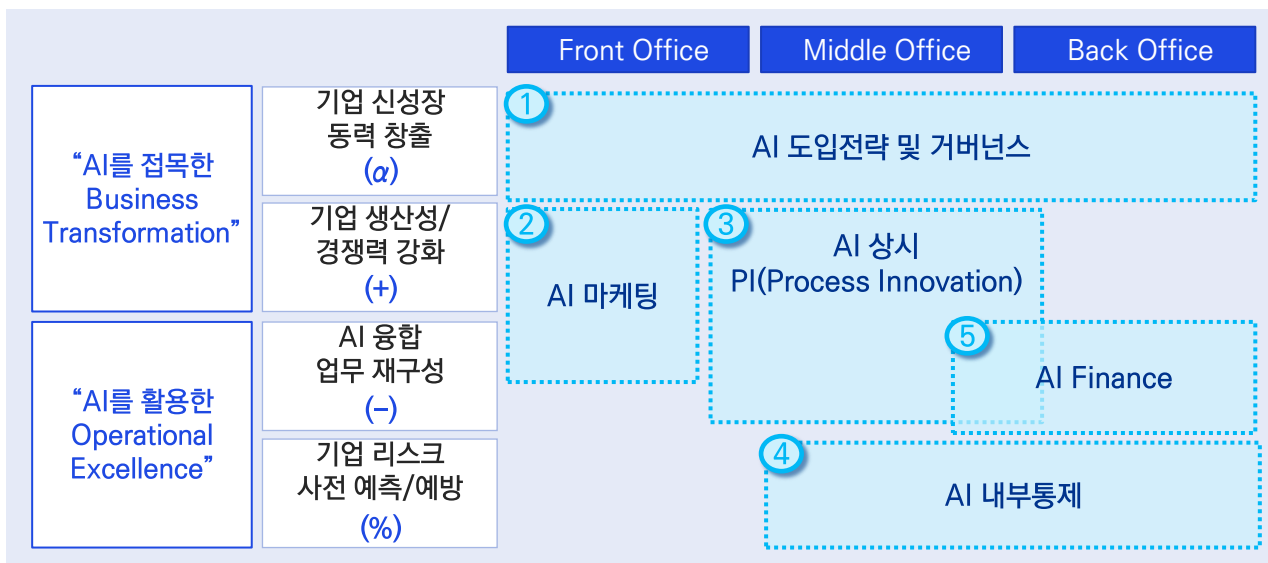 Front Office
Middle Office
Back Office
“AI를 접목한
Business
Transformation”
기업 신성장
동력 창출
(α)
1
AI 도입전략 및 거버넌스
기업 생산성/
경쟁력 강화
(+)
2
AI 마케팅
3
AI 상시
PI(Process Innovation)
“AI를 활용한
Operational
Excellence”
AI 융합
업무 재구성
(–)
5
AI Finance
기업 리스크
사전 예측/예방
(%)
4
AI 내부통제